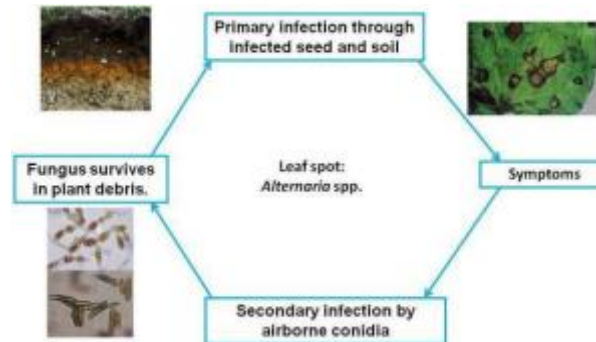 Primary infection through
infected seed and soil
Fungus survives
in plant debris.
Leaf spot:
Alternaria spp.
Symptoms
Secondary infection by
airborne conidia